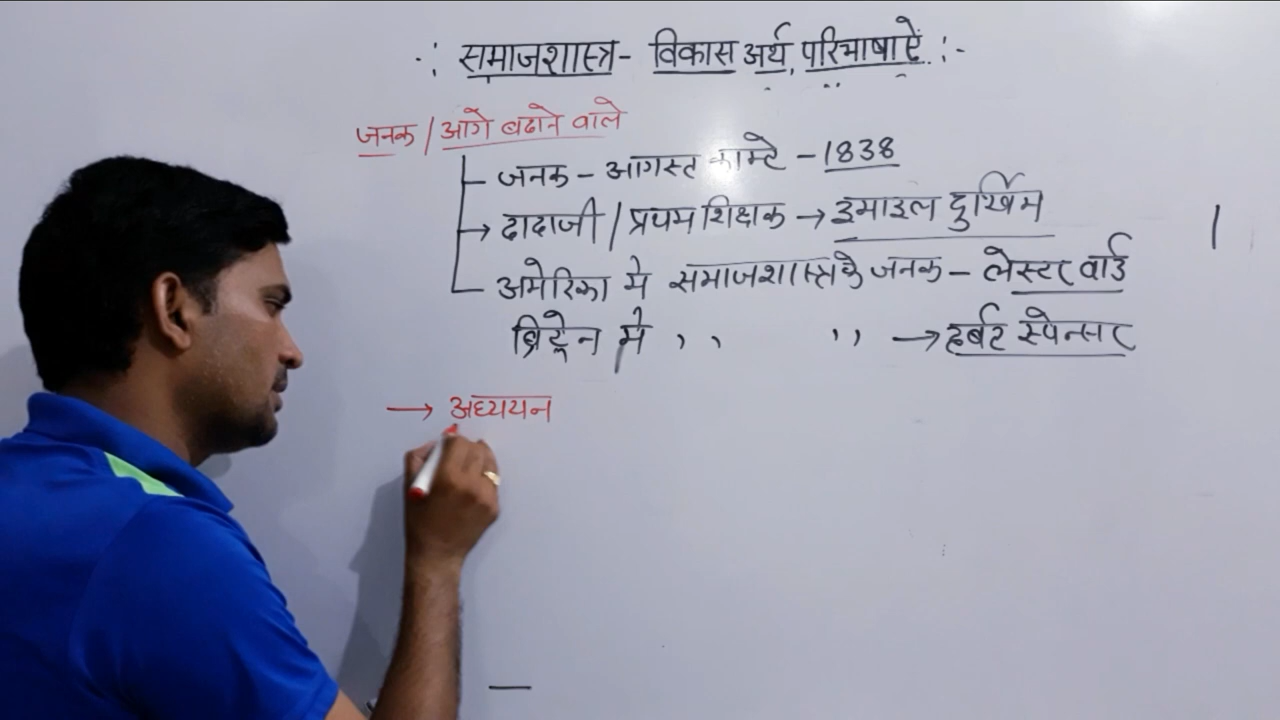 ∴ समाजशास्त्र - विकास अर्थ, परिभाषाऐं :-
जनक / आगे बढाने वाले
जनक - आगस्त काम्टे - 1838
→ दादाजी / प्रथम शिक्षक → इमाइल दुर्खिम
अमेरिका मे समाजशास्त्र के जनक - लेस्टर वार्ड
ब्रिट्रेन मे ,, ,, → हर्बट स्पेन्सर
→ अध्ययन